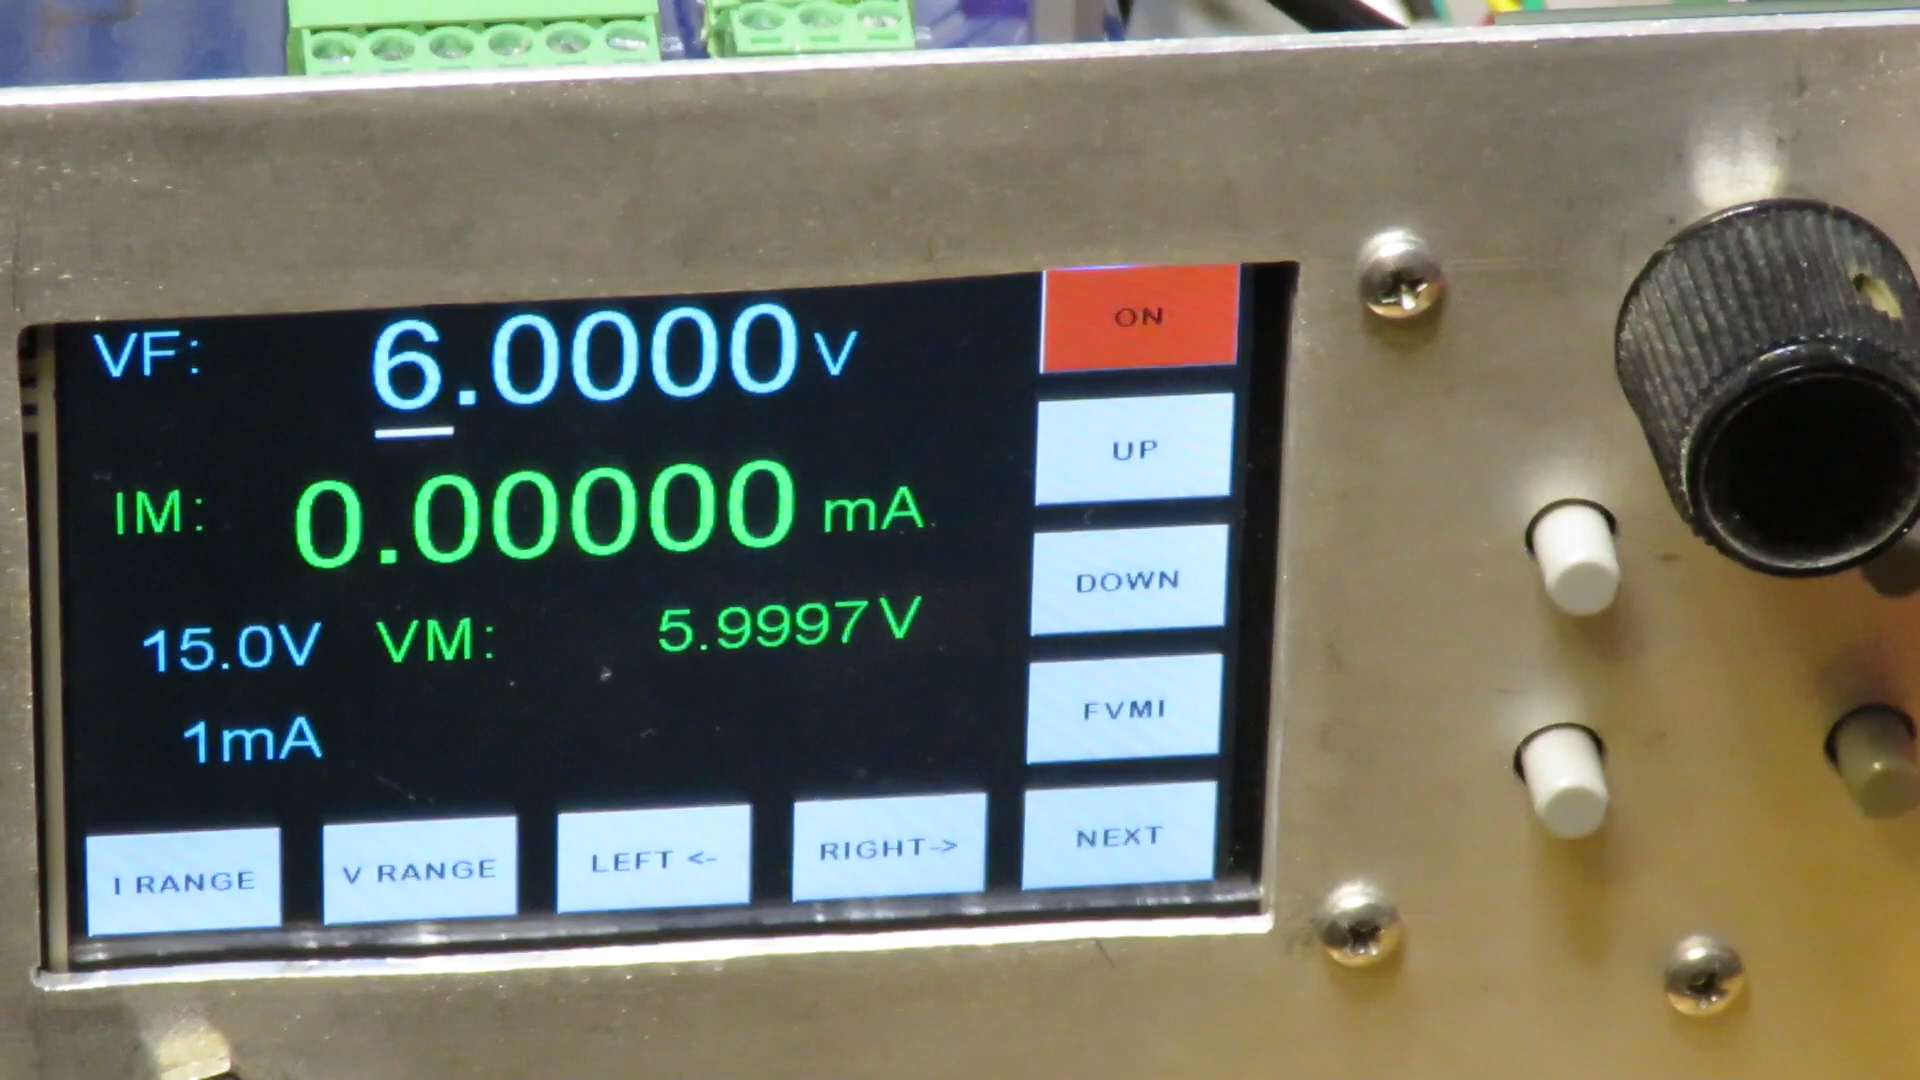 VF: 6.0000 V
ON
UP
IM: 0.00000 mA
DOWN
15.0V VM: 5.9997 V
FVMI
1mA
I RANGE V RANGE LEFT <- RIGHT-> NEXT